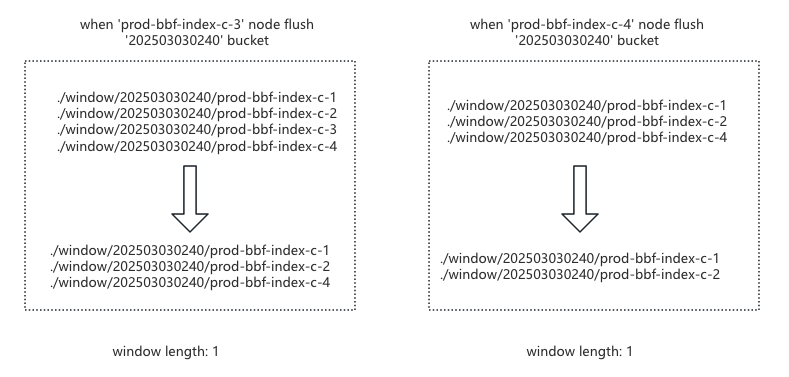 when 'prod-bbf-index-c-3' node flush
'202503030240' bucket
./window/202503030240/prod-bbf-index-c-1
./window/202503030240/prod-bbf-index-c-2
./window/202503030240/prod-bbf-index-c-3
./window/202503030240/prod-bbf-index-c-4
./window/202503030240/prod-bbf-index-c-1
./window/202503030240/prod-bbf-index-c-2
./window/202503030240/prod-bbf-index-c-4
window length: 1
when 'prod-bbf-index-c-4' node flush
'202503030240' bucket
./window/202503030240/prod-bbf-index-c-1
./window/202503030240/prod-bbf-index-c-2
./window/202503030240/prod-bbf-index-c-4
./window/202503030240/prod-bbf-index-c-1
./window/202503030240/prod-bbf-index-c-2
window length: 1